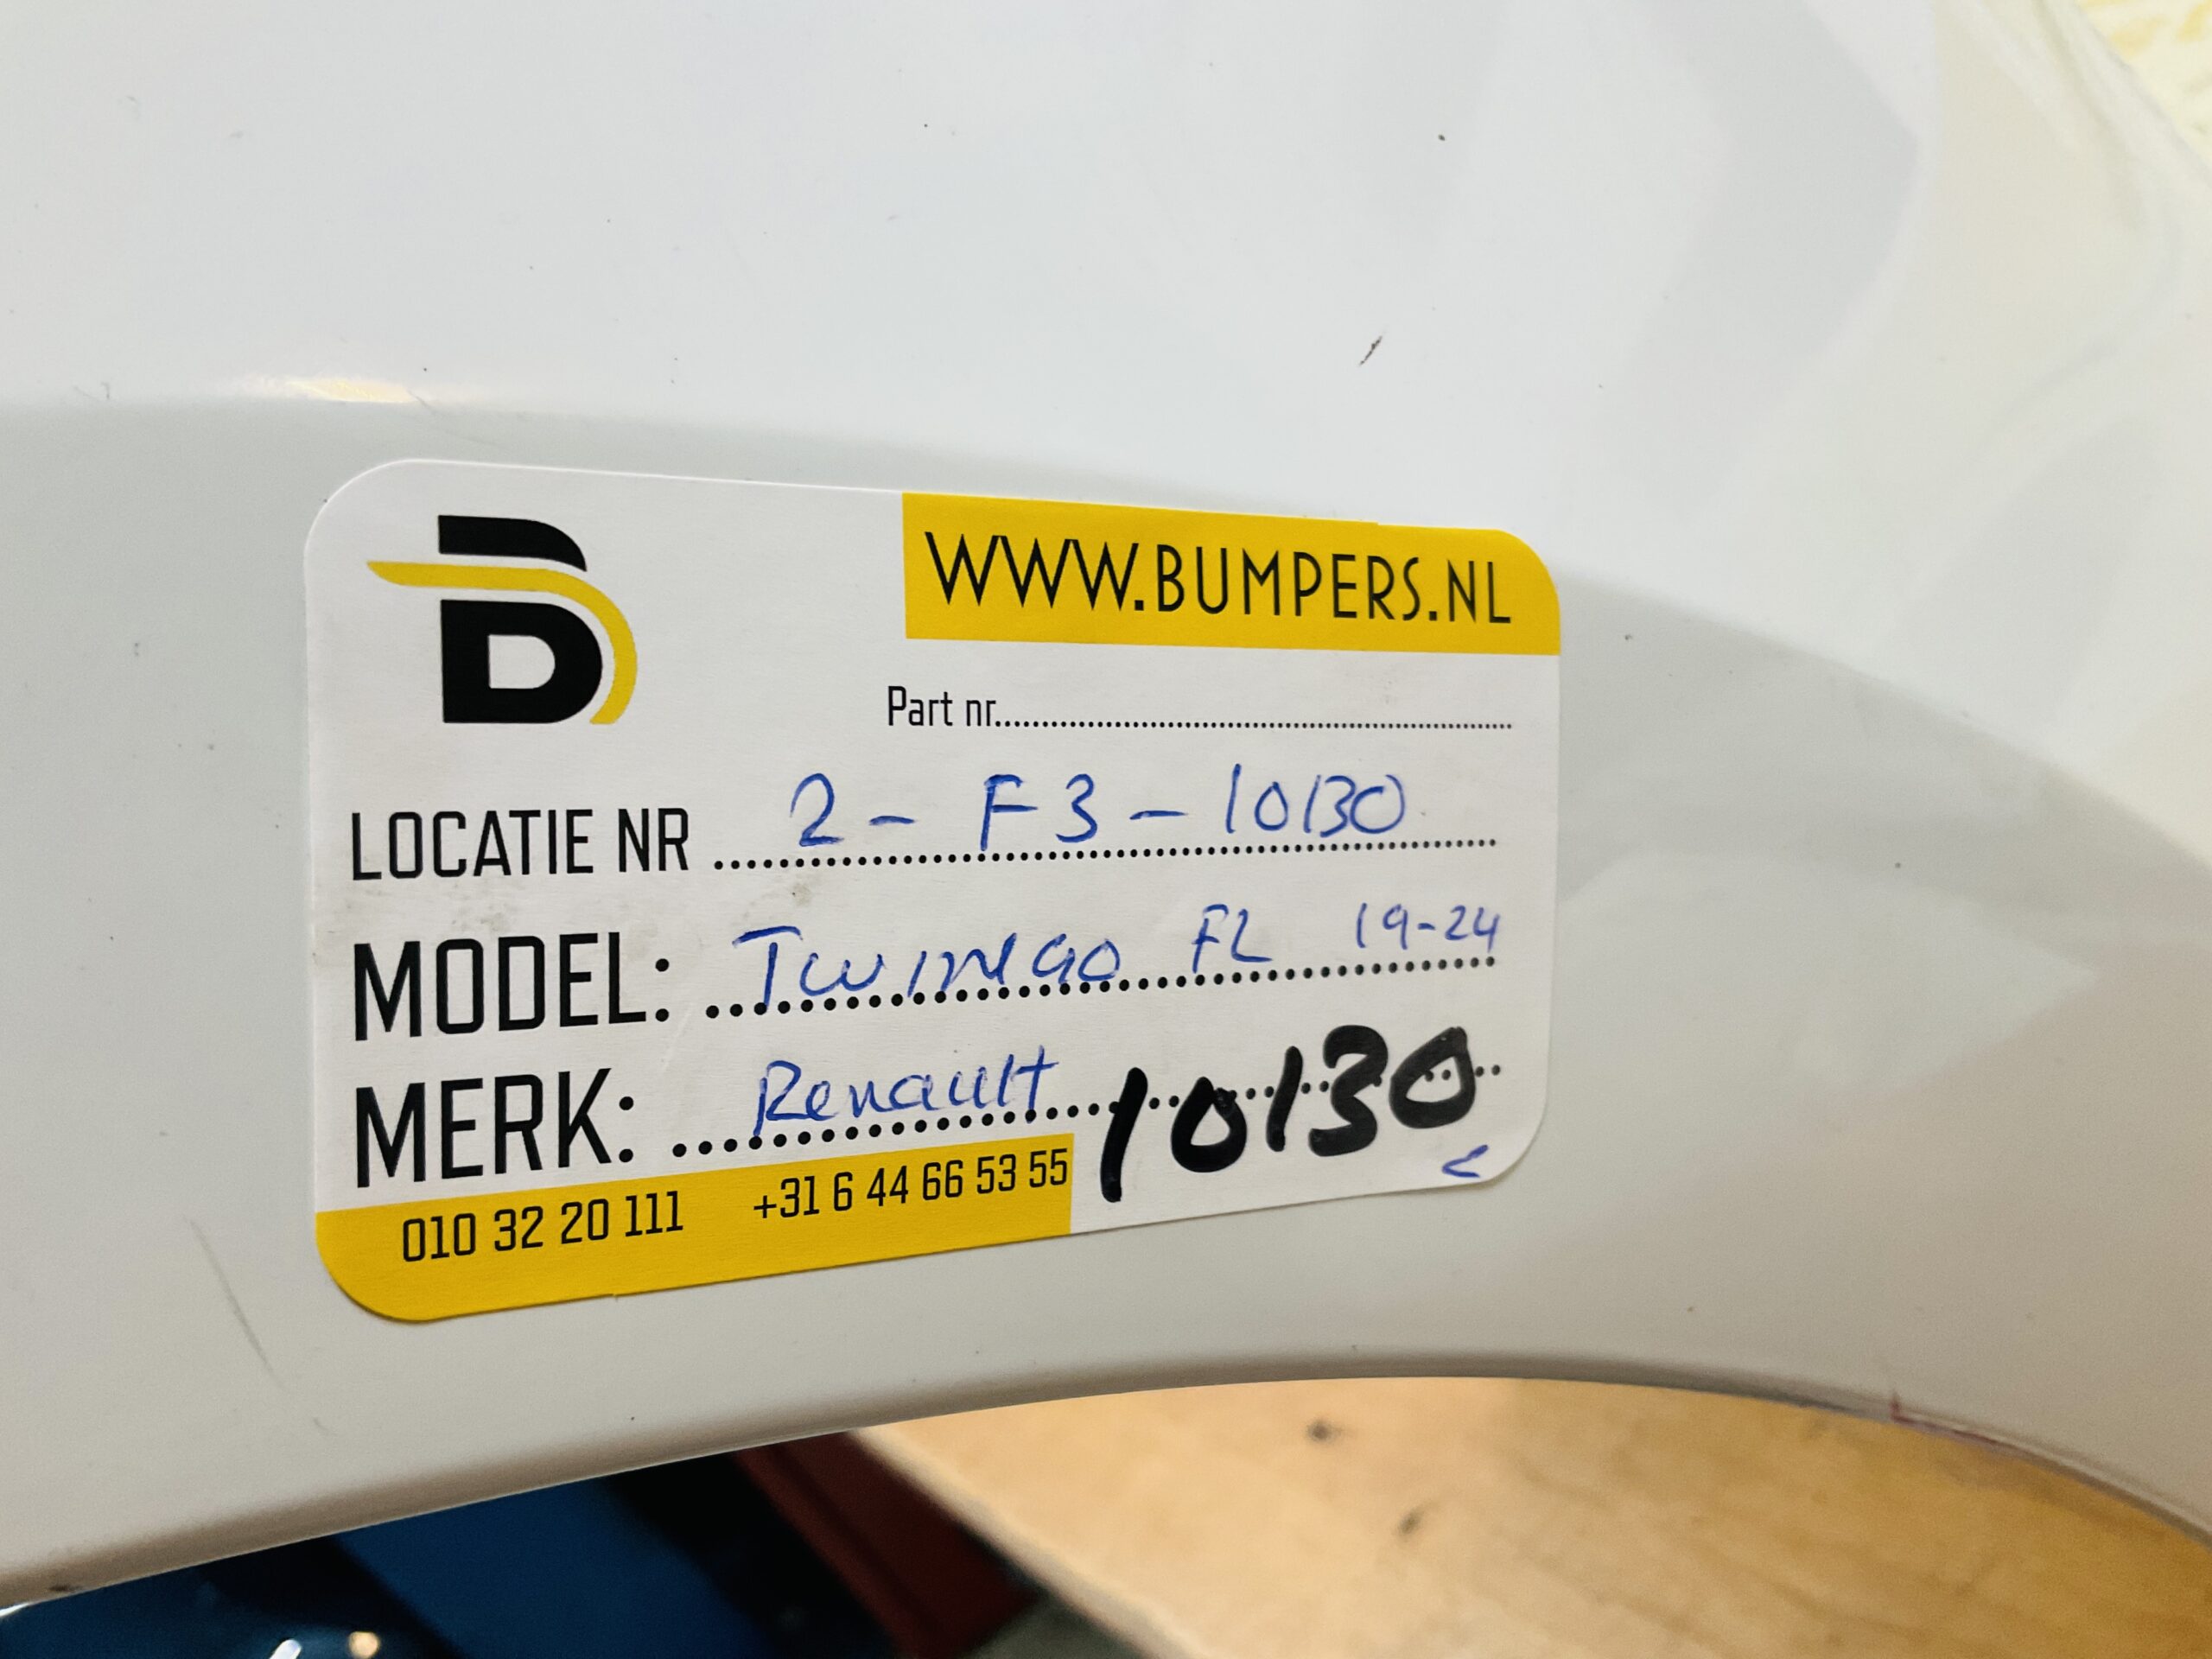 B
WWW.BUMPERS.NL
Part nr..........
LOCATIE NR 2 - F3 - 10130
MODEL: Twingo FL 19-24
MERK: Renault 10130
010 32 20 111 +31 6 44 66 53 55